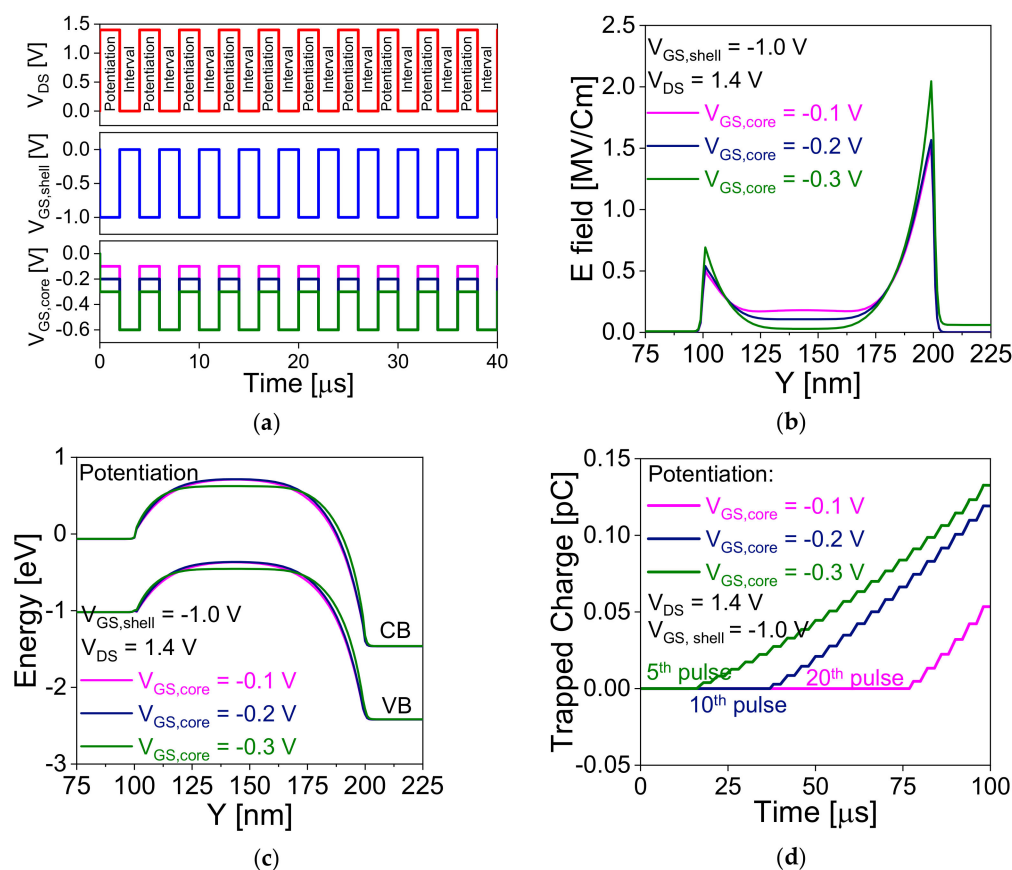 1.5
1.0
0.5
0.0
V_DS [V]
Potentiation Interval Potentiation Interval Potentiation Interval Potentiation Interval Potentiation Interval Potentiation Interval Potentiation Interval Potentiation Interval Potentiation Interval Potentiation Interval
0.0
-0.5
-1.0
V_GS,shell [V]
0.0
-0.2
-0.4
-0.6
V_GS,core [V]
0 10 20 30 40
Time [μs]
(a)
V_GS,shell = -1.0 V
V_DS = 1.4 V
V_GS,core = -0.1 V
V_GS,core = -0.2 V
V_GS,core = -0.3 V
2.5
2.0
1.5
1.0
0.5
0.0
E field [MV/Cm]
75 100 125 150 175 200 225
Y [nm]
(b)
Potentiation
1
0
-1
-2
-3
Energy [eV]
V_GS,shell = -1.0 V
V_DS = 1.4 V
V_GS,core = -0.1 V
V_GS,core = -0.2 V
V_GS,core = -0.3 V
CB
VB
75 100 125 150 175 200 225
Y [nm]
(c)
Potentiation:
V_GS,core = -0.1 V
V_GS,core = -0.2 V
V_GS,core = -0.3 V
V_DS = 1.4 V
V_GS, shell = -1.0 V
5th pulse
10th pulse
20th pulse
0.15
0.10
0.05
0.00
-0.05
Trapped Charge [pC]
0 25 50 75 100
Time [μs]
(d)